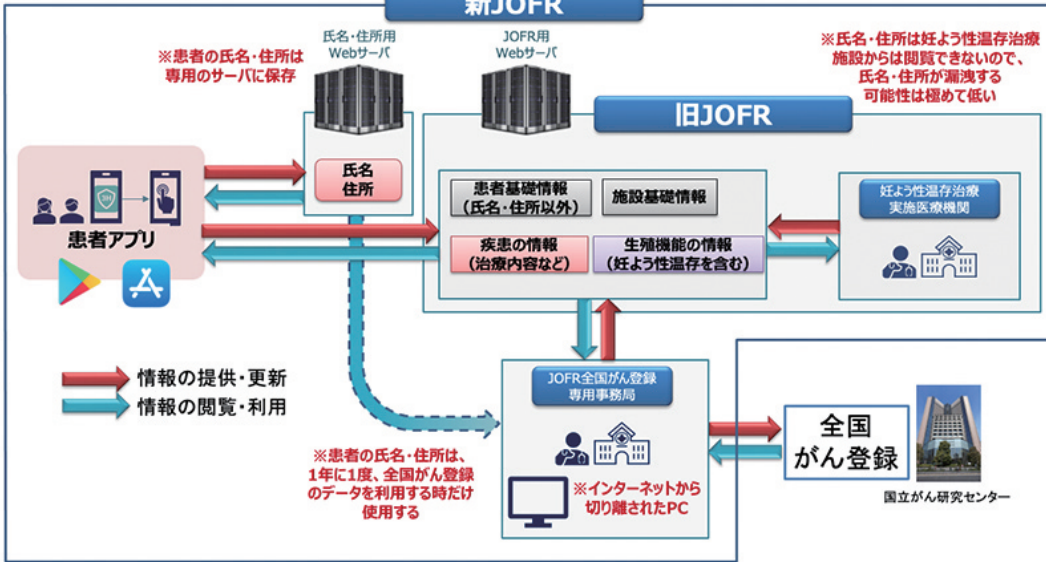 新JOFR
氏名・住所用
Webサーバ
JOFR用
Webサーバ
※患者の氏名・住所は
専用のサーバに保存
※氏名・住所は妊よう性温存治療
施設からは閲覧できないので、
氏名・住所が漏洩する
可能性は極めて低い
旧JOFR
氏名
住所
患者基礎情報
(氏名・住所以外)
施設基礎情報
妊よう性温存治療
実施医療機関
患者アプリ
疾患の情報
(治療内容など)
生殖機能の情報
(妊よう性温存を含む)
情報の提供・更新
情報の閲覧・利用
JOFR全国がん登録
専用事務局
全国
がん登録
※患者の氏名・住所は、
1年に1度、全国がん登録
のデータを利用する時だけ
使用する
※インターネットから
切り離されたPC
国立がん研究センター